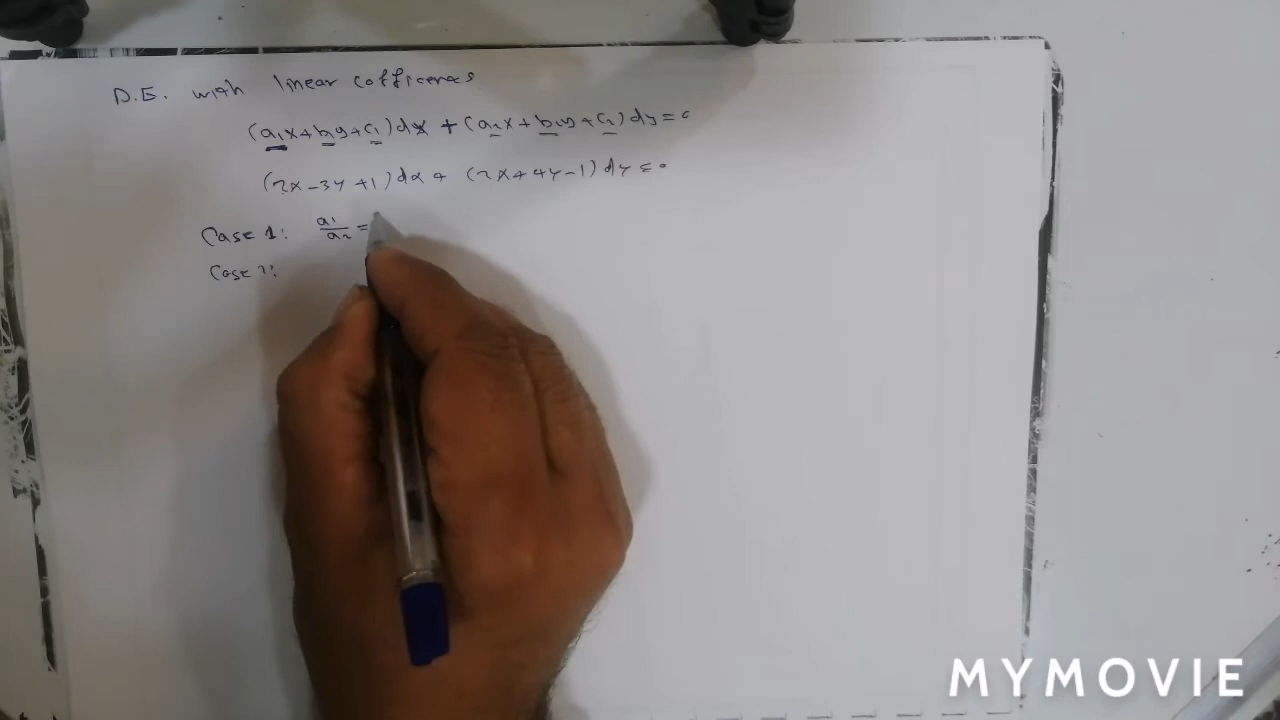 D.E. with linear cofficenes
(a1x+b1y+c1)dx + (a2x+b2y+c2)dy=0
(2x-3y+1)dx + (2x+4y-1)dy=0
Case 1: a1/a2 =
Case 2:
MYMOVIE